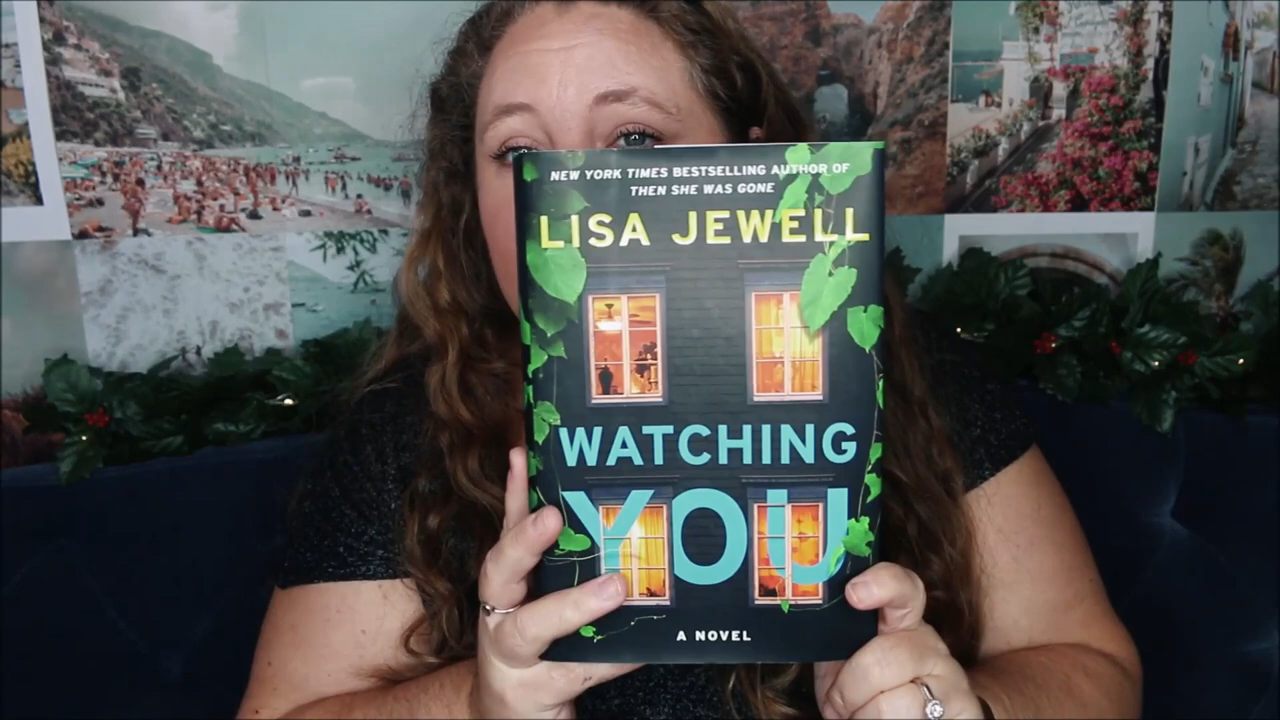 NEW YORK TIMES BESTSELLING AUTHOR OF
THEN SHE WAS GONE
LISA JEWELL
WATCHING
YOU
A NOVEL